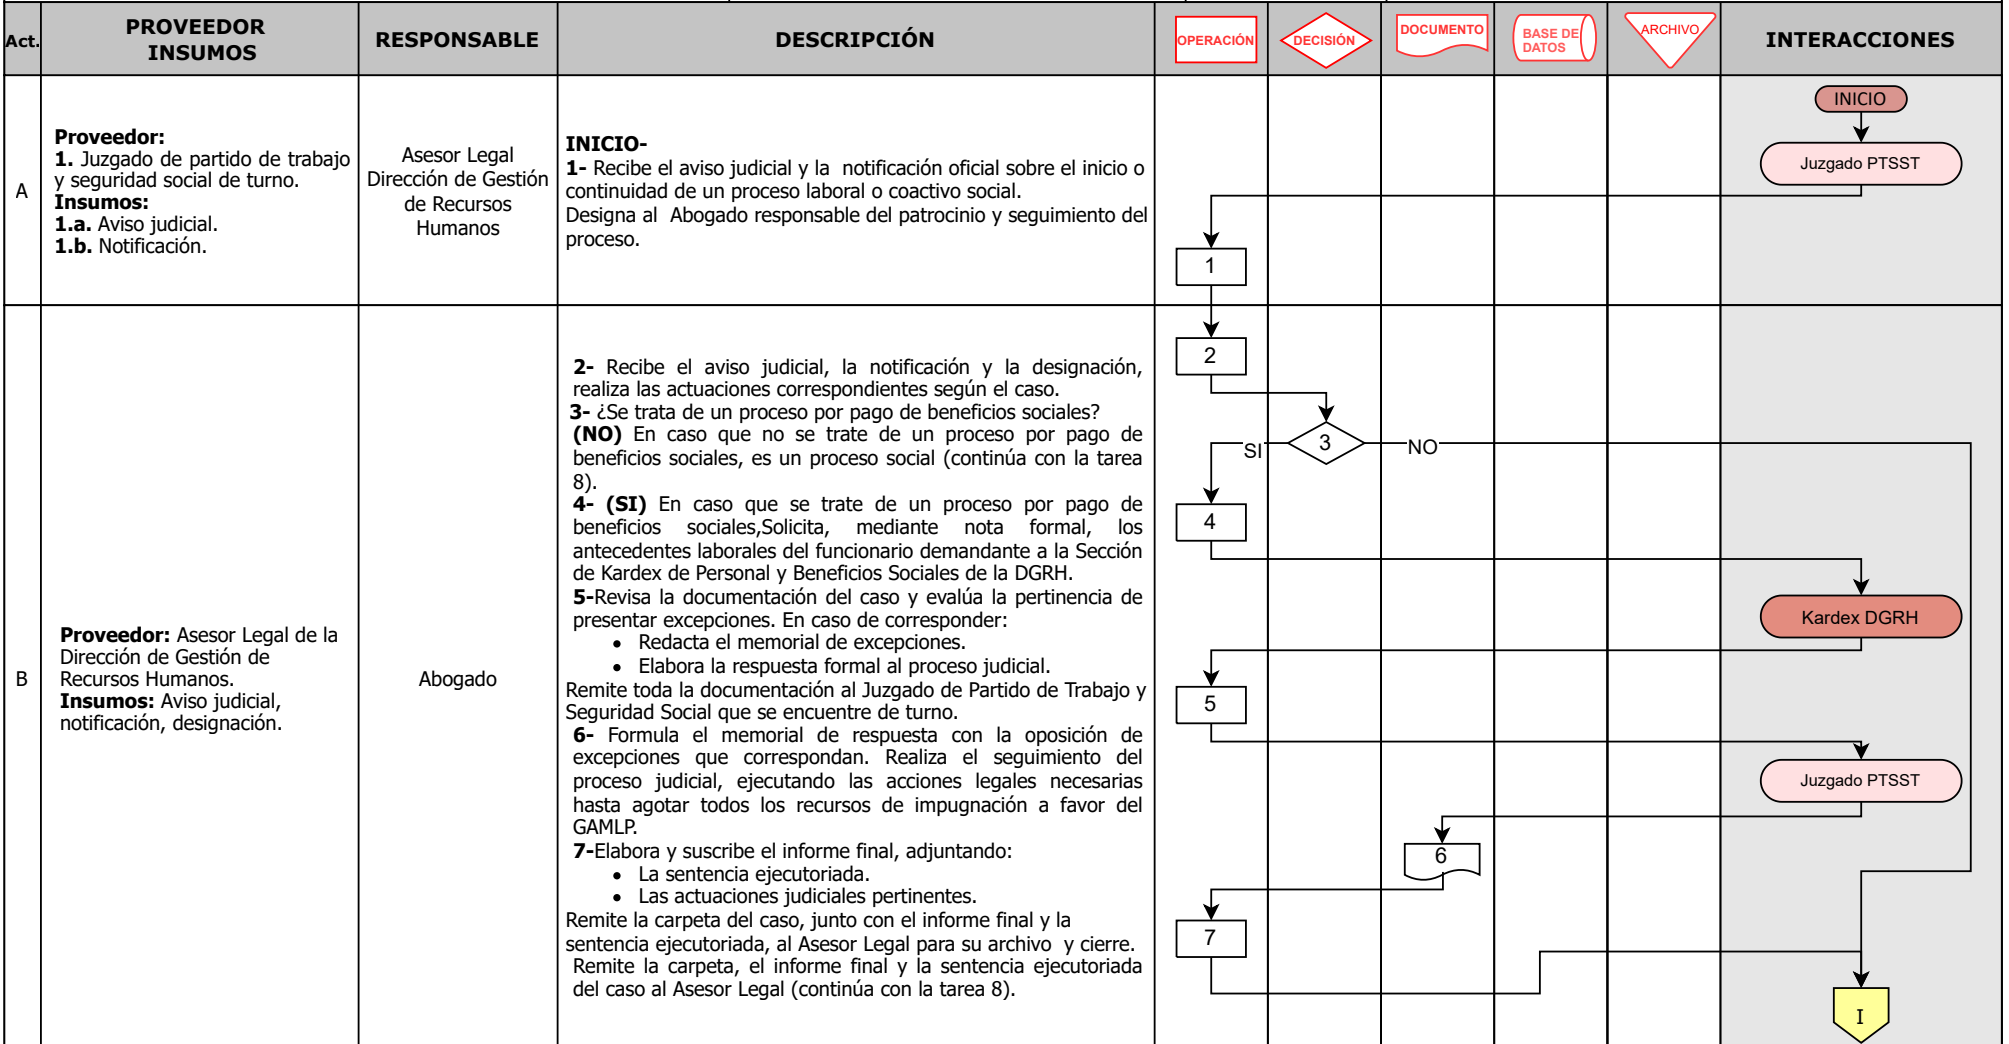 Act.
PROVEEDOR
INSUMOS
RESPONSABLE
DESCRIPCIÓN
OPERACIÓN
DECISIÓN
DOCUMENTO
BASE DE
DATOS
ARCHIVO
INTERACCIONES
A
Proveedor:
1. Juzgado de partido de trabajo
y seguridad social de turno.
Insumos:
1.a. Aviso judicial.
1.b. Notificación.
Asesor Legal
Dirección de Gestión
de Recursos
Humanos
INICIO-
1- Recibe el aviso judicial y la notificación oficial sobre el inicio o
continuidad de un proceso laboral o coactivo social.
Designa al Abogado responsable del patrocinio y seguimiento del
proceso.
1
INICIO
Juzgado PTSST
B
Proveedor: Asesor Legal de la
Dirección de Gestión de
Recursos Humanos.
Insumos: Aviso judicial,
notificación, designación.
Abogado
2- Recibe el aviso judicial, la notificación y la designación,
realiza las actuaciones correspondientes según el caso.
3- ¿Se trata de un proceso por pago de beneficios sociales?
(NO) En caso que no se trate de un proceso por pago de
beneficios sociales, es un proceso social (continúa con la tarea
8).
4- (SI) En caso que se trate de un proceso por pago de
beneficios sociales,Solicita, mediante nota formal, los
antecedentes laborales del funcionario demandante a la Sección
de Kardex de Personal y Beneficios Sociales de la DGRH.
5-Revisa la documentación del caso y evalúa la pertinencia de
presentar excepciones. En caso de corresponder:
• Redacta el memorial de excepciones.
• Elabora la respuesta formal al proceso judicial.
Remite toda la documentación al Juzgado de Partido de Trabajo y
Seguridad Social que se encuentre de turno.
6- Formula el memorial de respuesta con la oposición de
excepciones que correspondan. Realiza el seguimiento del
proceso judicial, ejecutando las acciones legales necesarias
hasta agotar todos los recursos de impugnación a favor del
GAMLP.
7-Elabora y suscribe el informe final, adjuntando:
• La sentencia ejecutoriada.
• Las actuaciones judiciales pertinentes.
Remite la carpeta del caso, junto con el informe final y la
sentencia ejecutoriada, al Asesor Legal para su archivo y cierre.
Remite la carpeta, el informe final y la sentencia ejecutoriada
del caso al Asesor Legal (continúa con la tarea 8).
2
SI
3
NO
4
Kardex DGRH
5
Juzgado PTSST
6
7
I